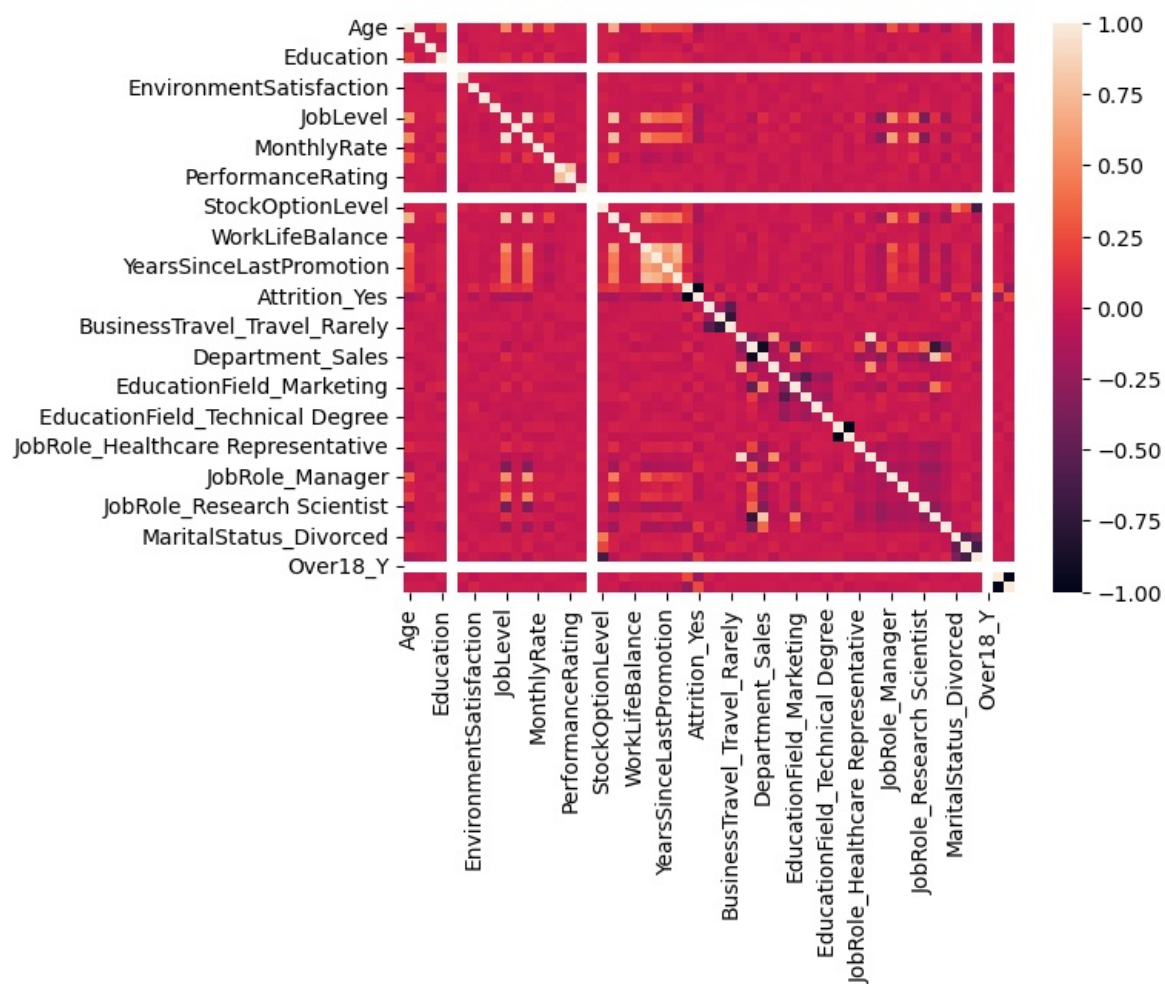 Age
Education
EnvironmentSatisfaction
JobLevel
MonthlyRate
PerformanceRating
StockOptionLevel
WorkLifeBalance
YearsSinceLastPromotion
Attrition_Yes
BusinessTravel_Travel_Rarely
Department_Sales
EducationField_Marketing
EducationField_Technical Degree
JobRole_Healthcare Representative
JobRole_Manager
JobRole_Research Scientist
MaritalStatus_Divorced
Over18_Y
1.00
0.75
0.50
0.25
0.00
−0.25
−0.50
−0.75
−1.00
Age
Education
EnvironmentSatisfaction
JobLevel
MonthlyRate
PerformanceRating
StockOptionLevel
WorkLifeBalance
YearsSinceLastPromotion
Attrition_Yes
BusinessTravel_Travel_Rarely
Department_Sales
EducationField_Marketing
EducationField_Technical Degree
JobRole_Healthcare Representative
JobRole_Manager
JobRole_Research Scientist
MaritalStatus_Divorced
Over18_Y